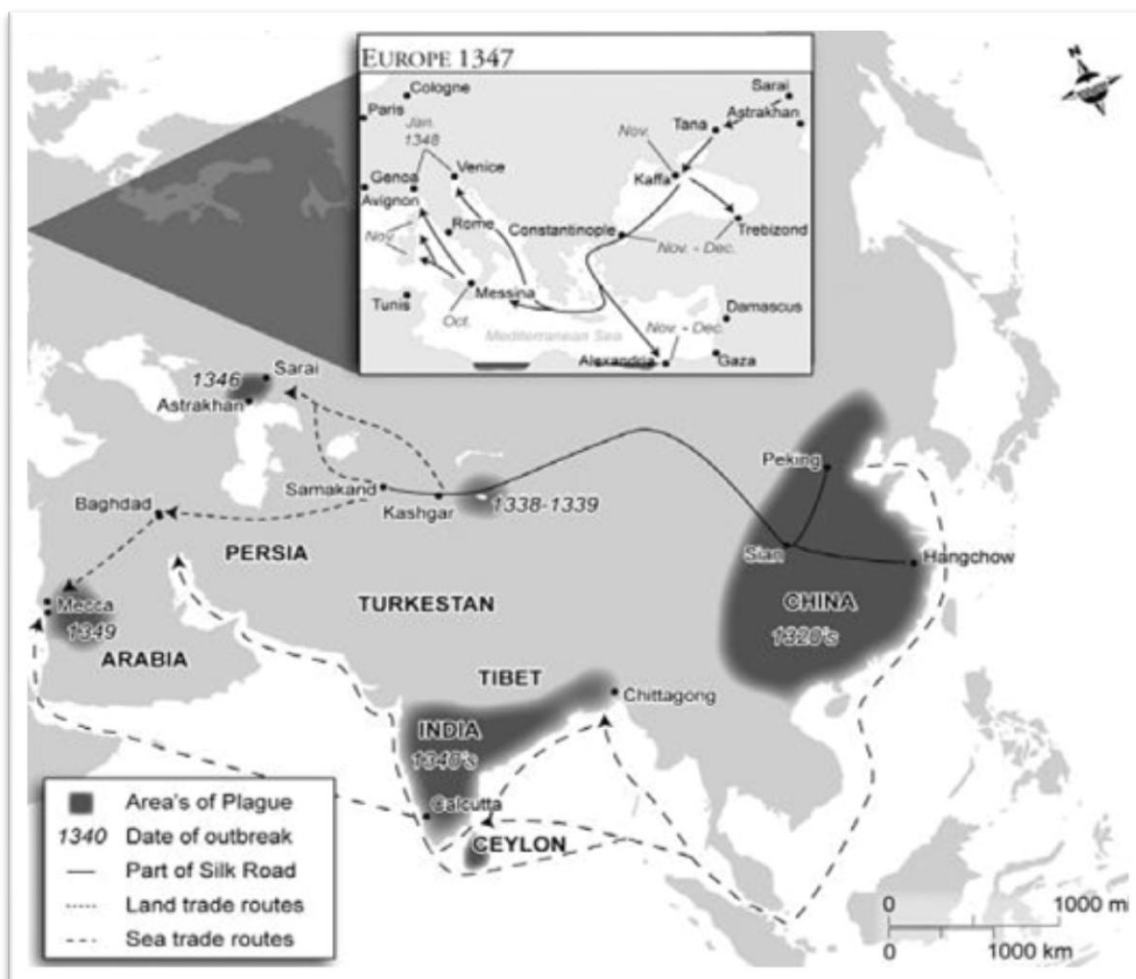 N
EUROPE 1347
Cologne
Sarai
Paris
Astrakhan
Jan.
1348
Tana
Nov.
Venice
Genoa
Kaffa
Avignon
Rome
Constantinople
Trebizond
Nov.
Nov. - Dec.
Messina
Tunis
Damascus
Oct.
Nov. - Dec.
Mediterranean Sea
Alexandria
Gaza
1346
Sarai
Astrakhan
Peking
Samakand
Kashgar
1338-1339
Baghdad
PERSIA
Sian
Hangchow
Mecca
TURKESTAN
CHINA
1349
1320's
ARABIA
TIBET
Chittagong
INDIA
1340's
Calcutta
CEYLON
Area's of Plague
1340 Date of outbreak
Part of Silk Road
Land trade routes
Sea trade routes
0 1000 mi
0 1000 km